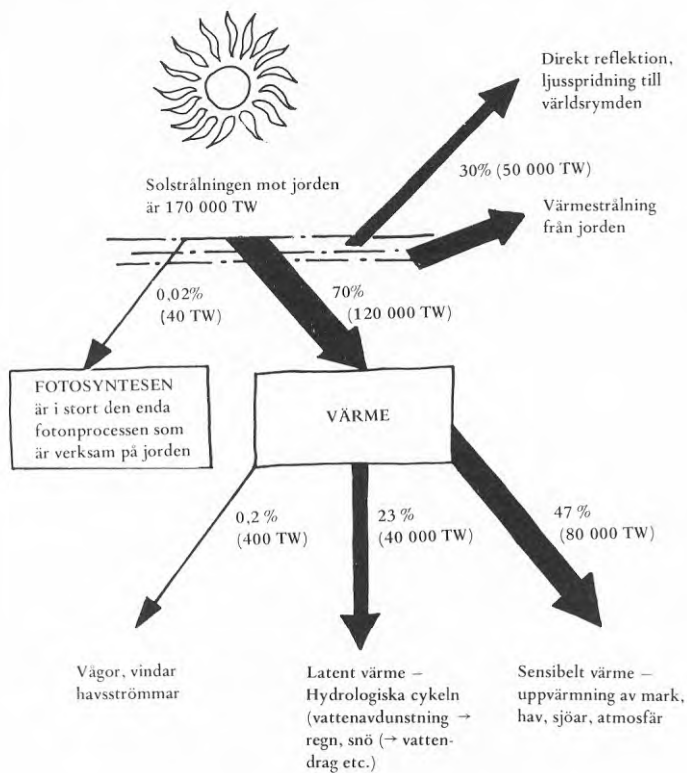 Direkt reflektion,
ljusspridning till
världsrymden
30% (50 000 TW)
Solstrålningen mot jorden
är 170 000 TW
Värmestrålning
från jorden
0,02%
(40 TW)
70%
(120 000 TW)
FOTOSYNTESEN
är i stort den enda
fotonprocessen som
är verksam på jorden
VÄRME
0,2 %
(400 TW)
23 %
(40 000 TW)
47 %
(80 000 TW)
Vågor, vindar
havsströmmar
Latent värme –
Hydrologiska cykeln
(vattenavdunstning →
regn, snö (→ vatten-
drag etc.)
Sensibelt värme –
uppvärmning av mark,
hav, sjöar, atmosfär